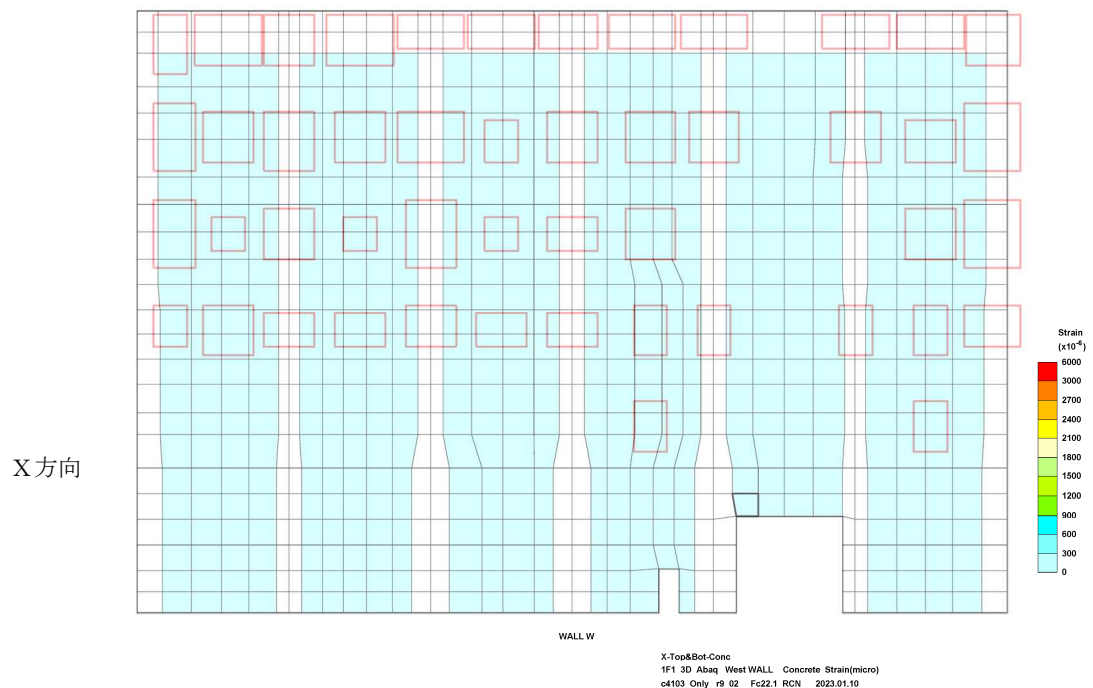 X方向
Strain
(x10⁻⁶)
6000
3000
2700
2400
2100
1800
1500
1200
900
600
300
0
WALL W
X-Top&Bot-Conc
1F1 3D Abaq West WALL Concrete Strain(micro)
c4103 Only r9 02 Fc22.1 RCN 2023.01.10